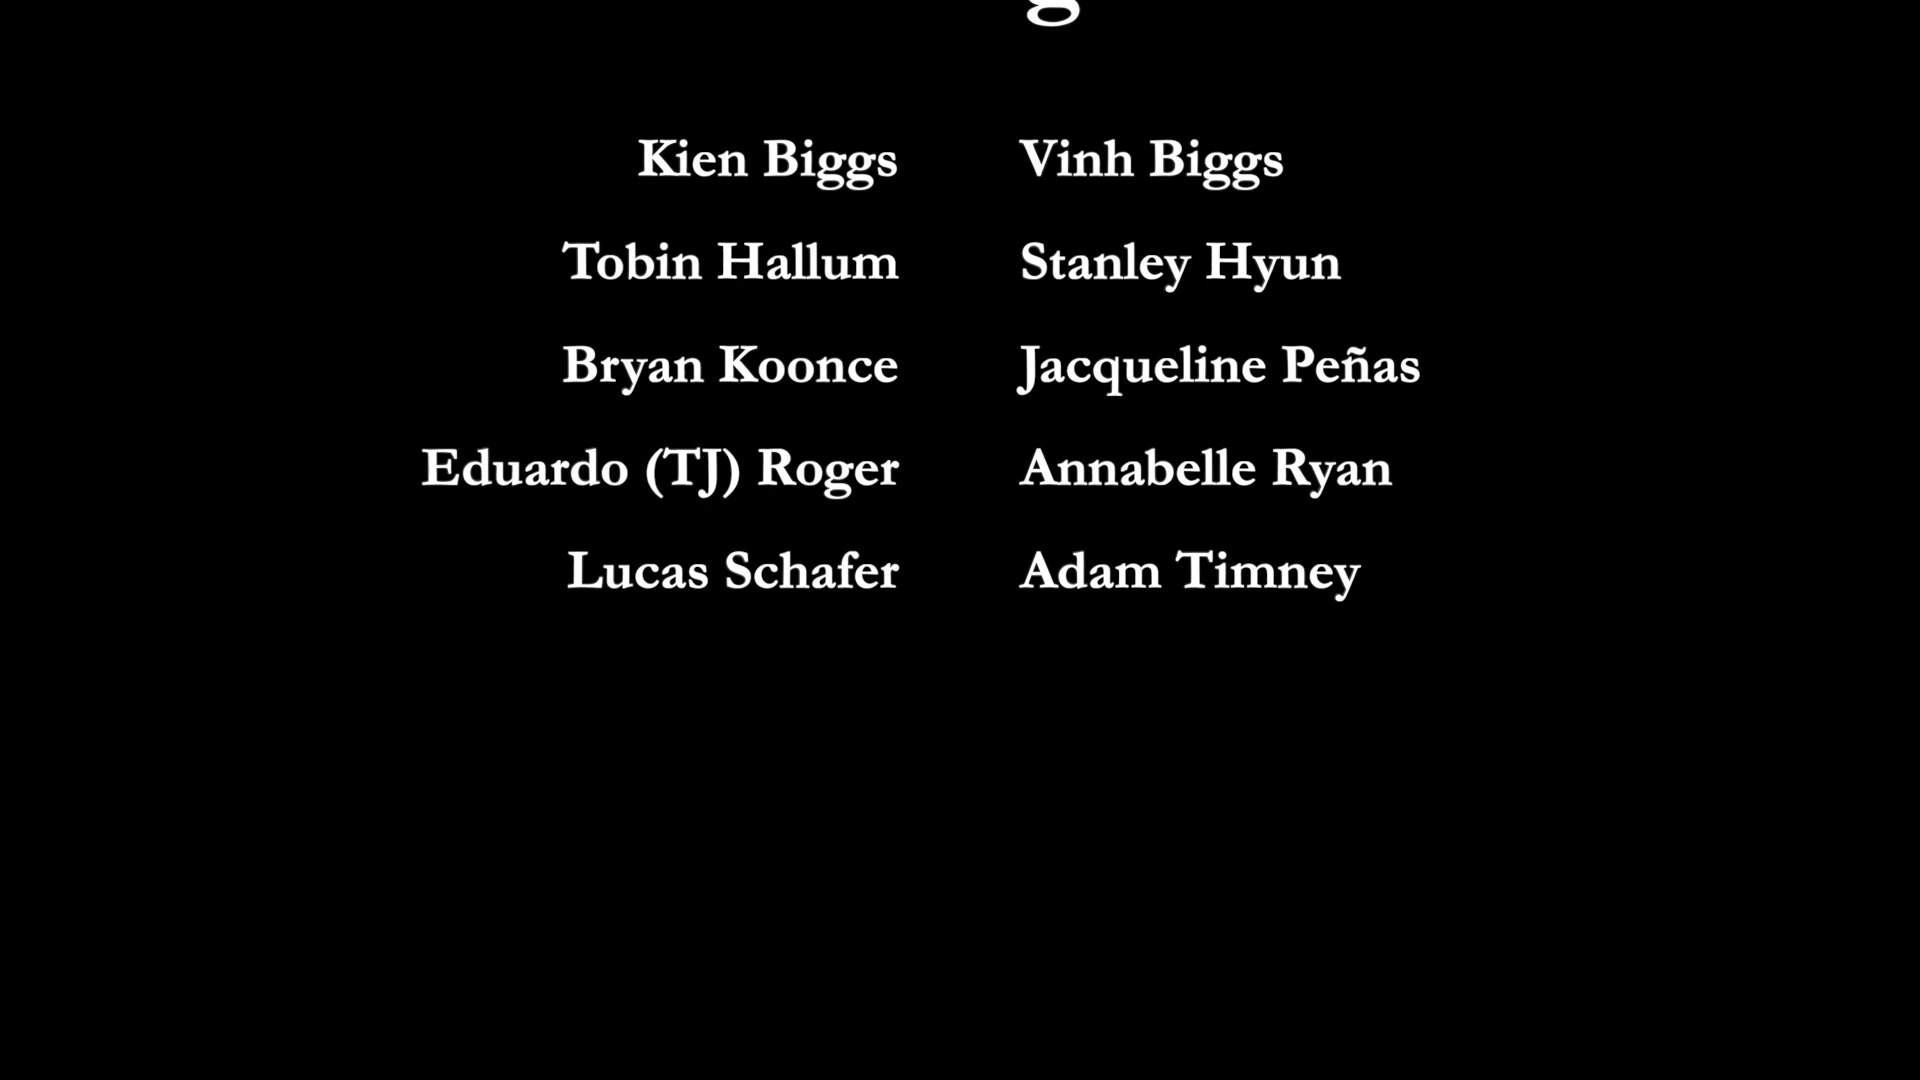 Kien Biggs Vinh Biggs
Tobin Hallum Stanley Hyun
Bryan Koonce Jacqueline Peñas
Eduardo (TJ) Roger Annabelle Ryan
Lucas Schafer Adam Timney